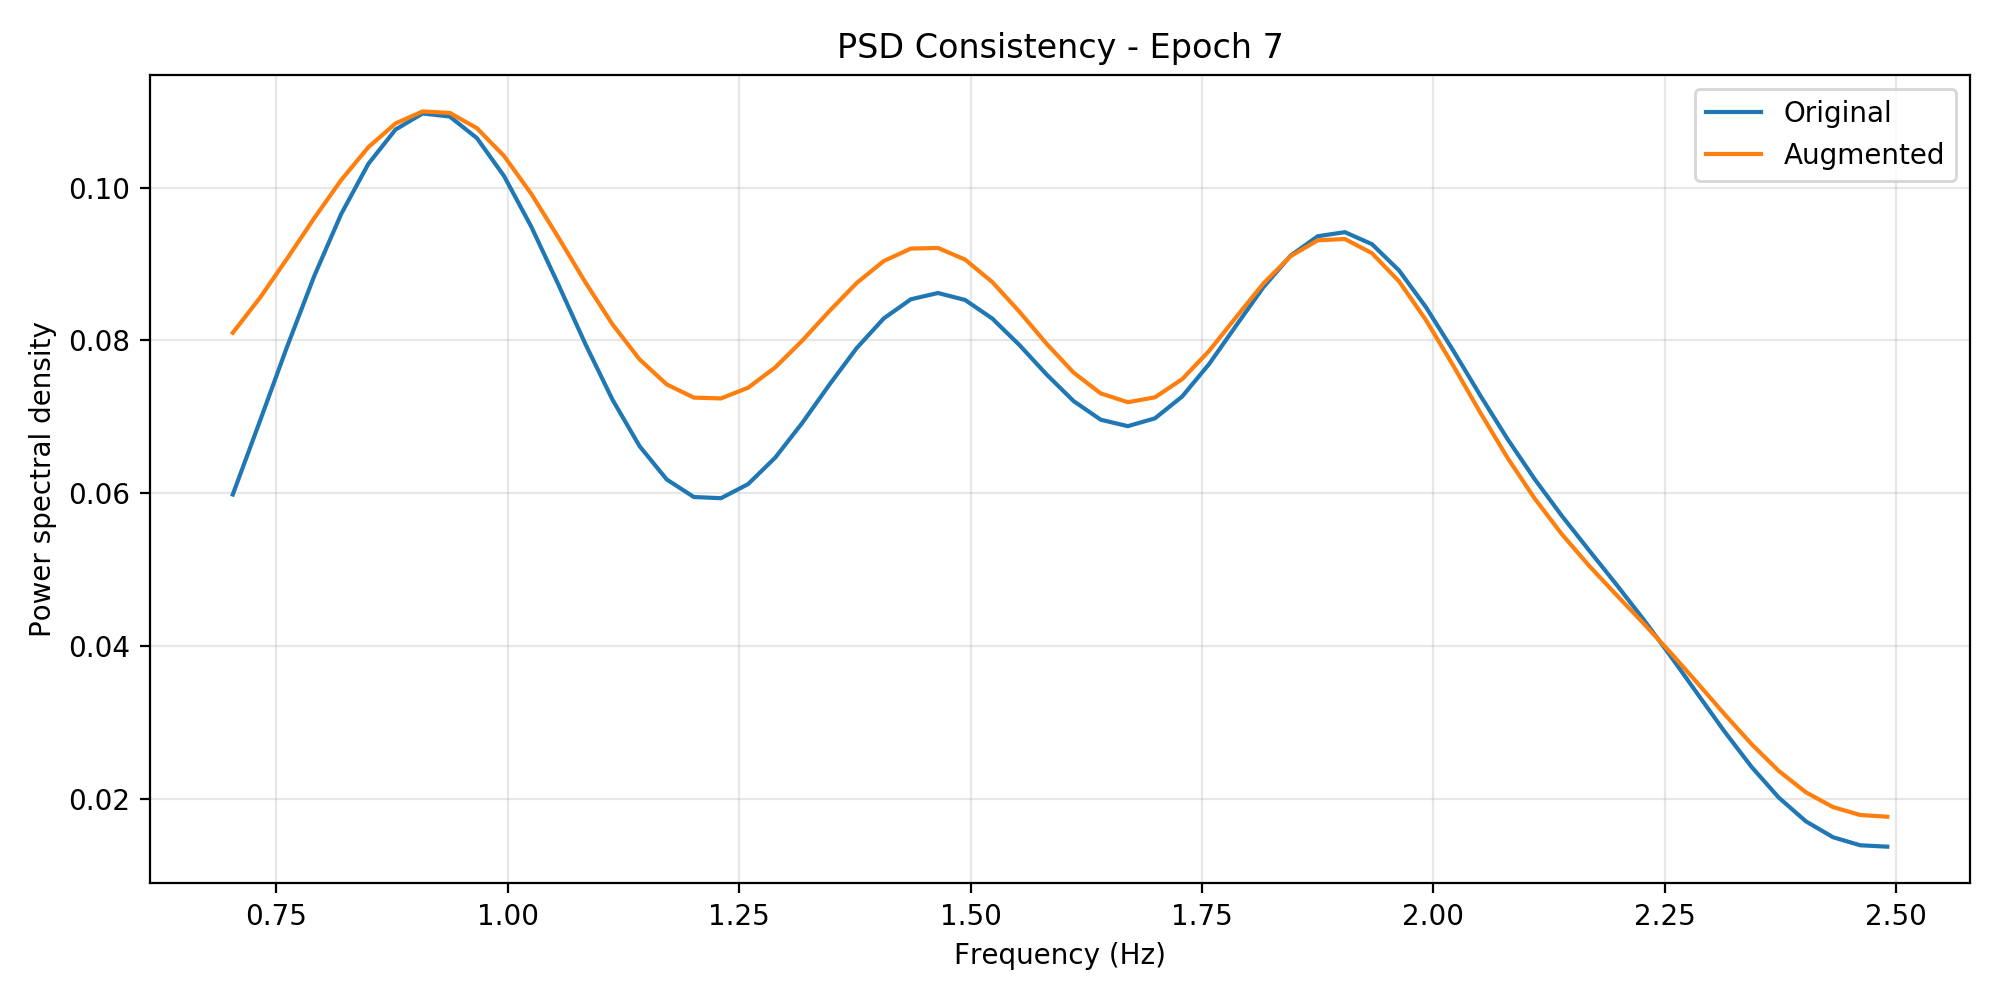 PSD Consistency - Epoch 7
Original
Augmented
Power spectral density
0.10
0.08
0.06
0.04
0.02
0.75 1.00 1.25 1.50 1.75 2.00 2.25 2.50
Frequency (Hz)